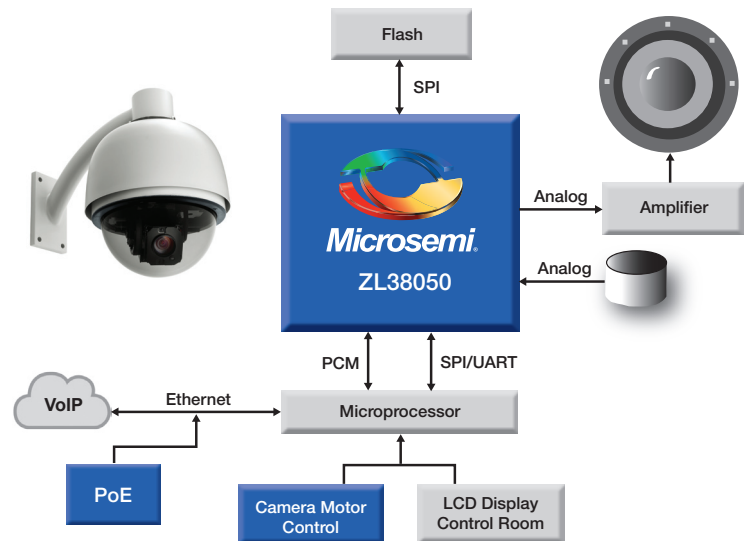 Flash
SPI
Microsemi.
ZL38050
Analog
Amplifier
Analog
PCM
SPI/UART
VoIP
Ethernet
Microprocessor
PoE
Camera Motor
Control
LCD Display
Control Room